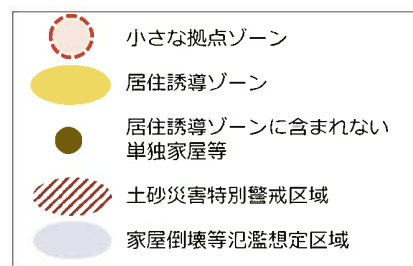 小さな拠点ゾーン
居住誘導ゾーン
居住誘導ゾーンに含まれない
単独家屋等
土砂災害特別警戒区域
家屋倒壊等氾濫想定区域